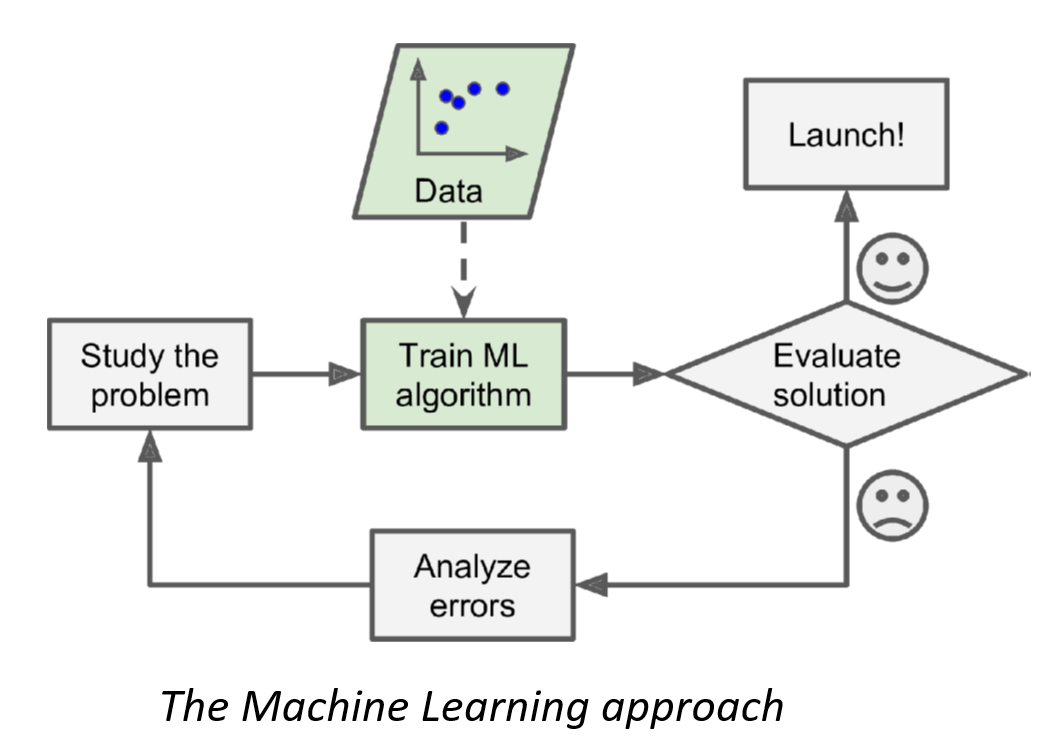 Data
Launch!
Study the
problem
Train ML
algorithm
Evaluate
solution
Analyze
errors
The Machine Learning approach